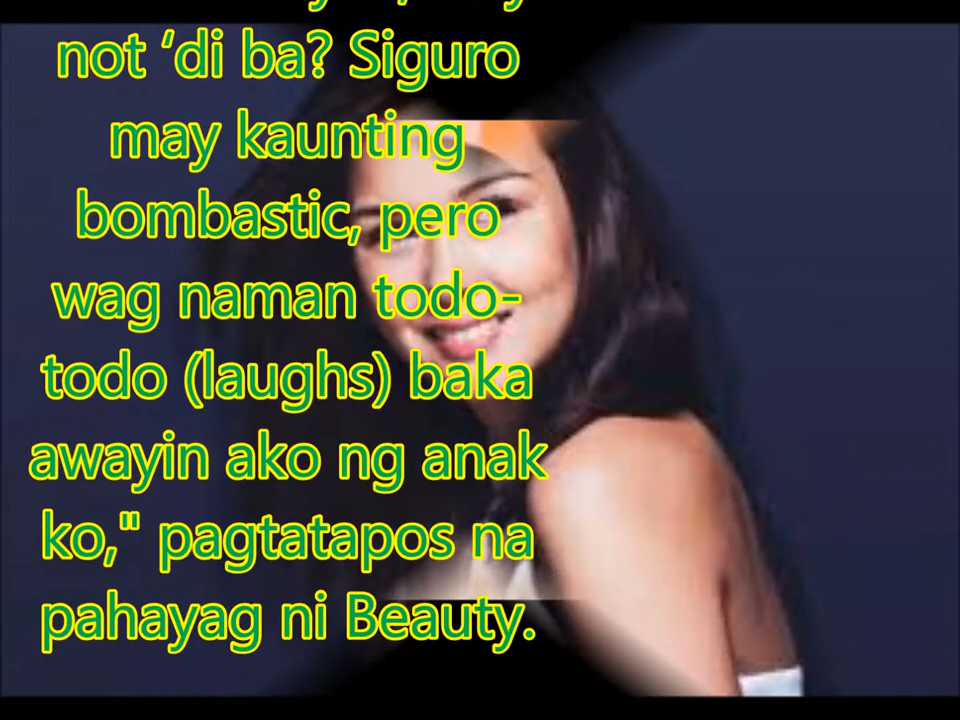 not ‘di ba? Siguro
may kaunting
bombastic, pero
wag naman todo-
todo (laughs) baka
awayin ako ng anak
ko," pagtatapos na
pahayag ni Beauty.